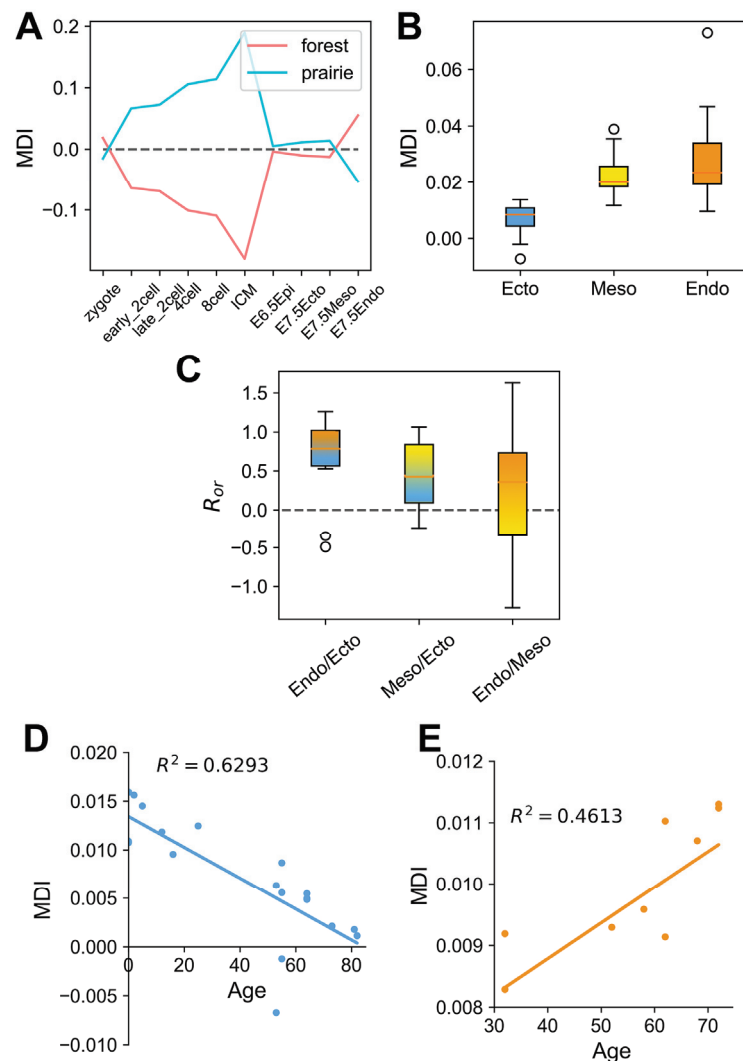 A
MDI
0.2
0.1
0.0
−0.1
forest
prairie
zygote
early_2cell
late_2cell
4cell
8cell
ICM
E6.5Epi
E7.5Ecto
E7.5Meso
E7.5Endo
B
MDI
0.06
0.04
0.02
0.00
Ecto Meso Endo
C
R_or
1.5
1.0
0.5
0.0
−0.5
−1.0
Endo/Ecto
Meso/Ecto
Endo/Meso
D
MDI
0.020
0.015
0.010
0.005
0.000
−0.005
−0.010
R² = 0.6293
0 20 40 60 80
Age
E
MDI
0.012
0.011
0.010
0.009
0.008
R² = 0.4613
30 40 50 60 70
Age